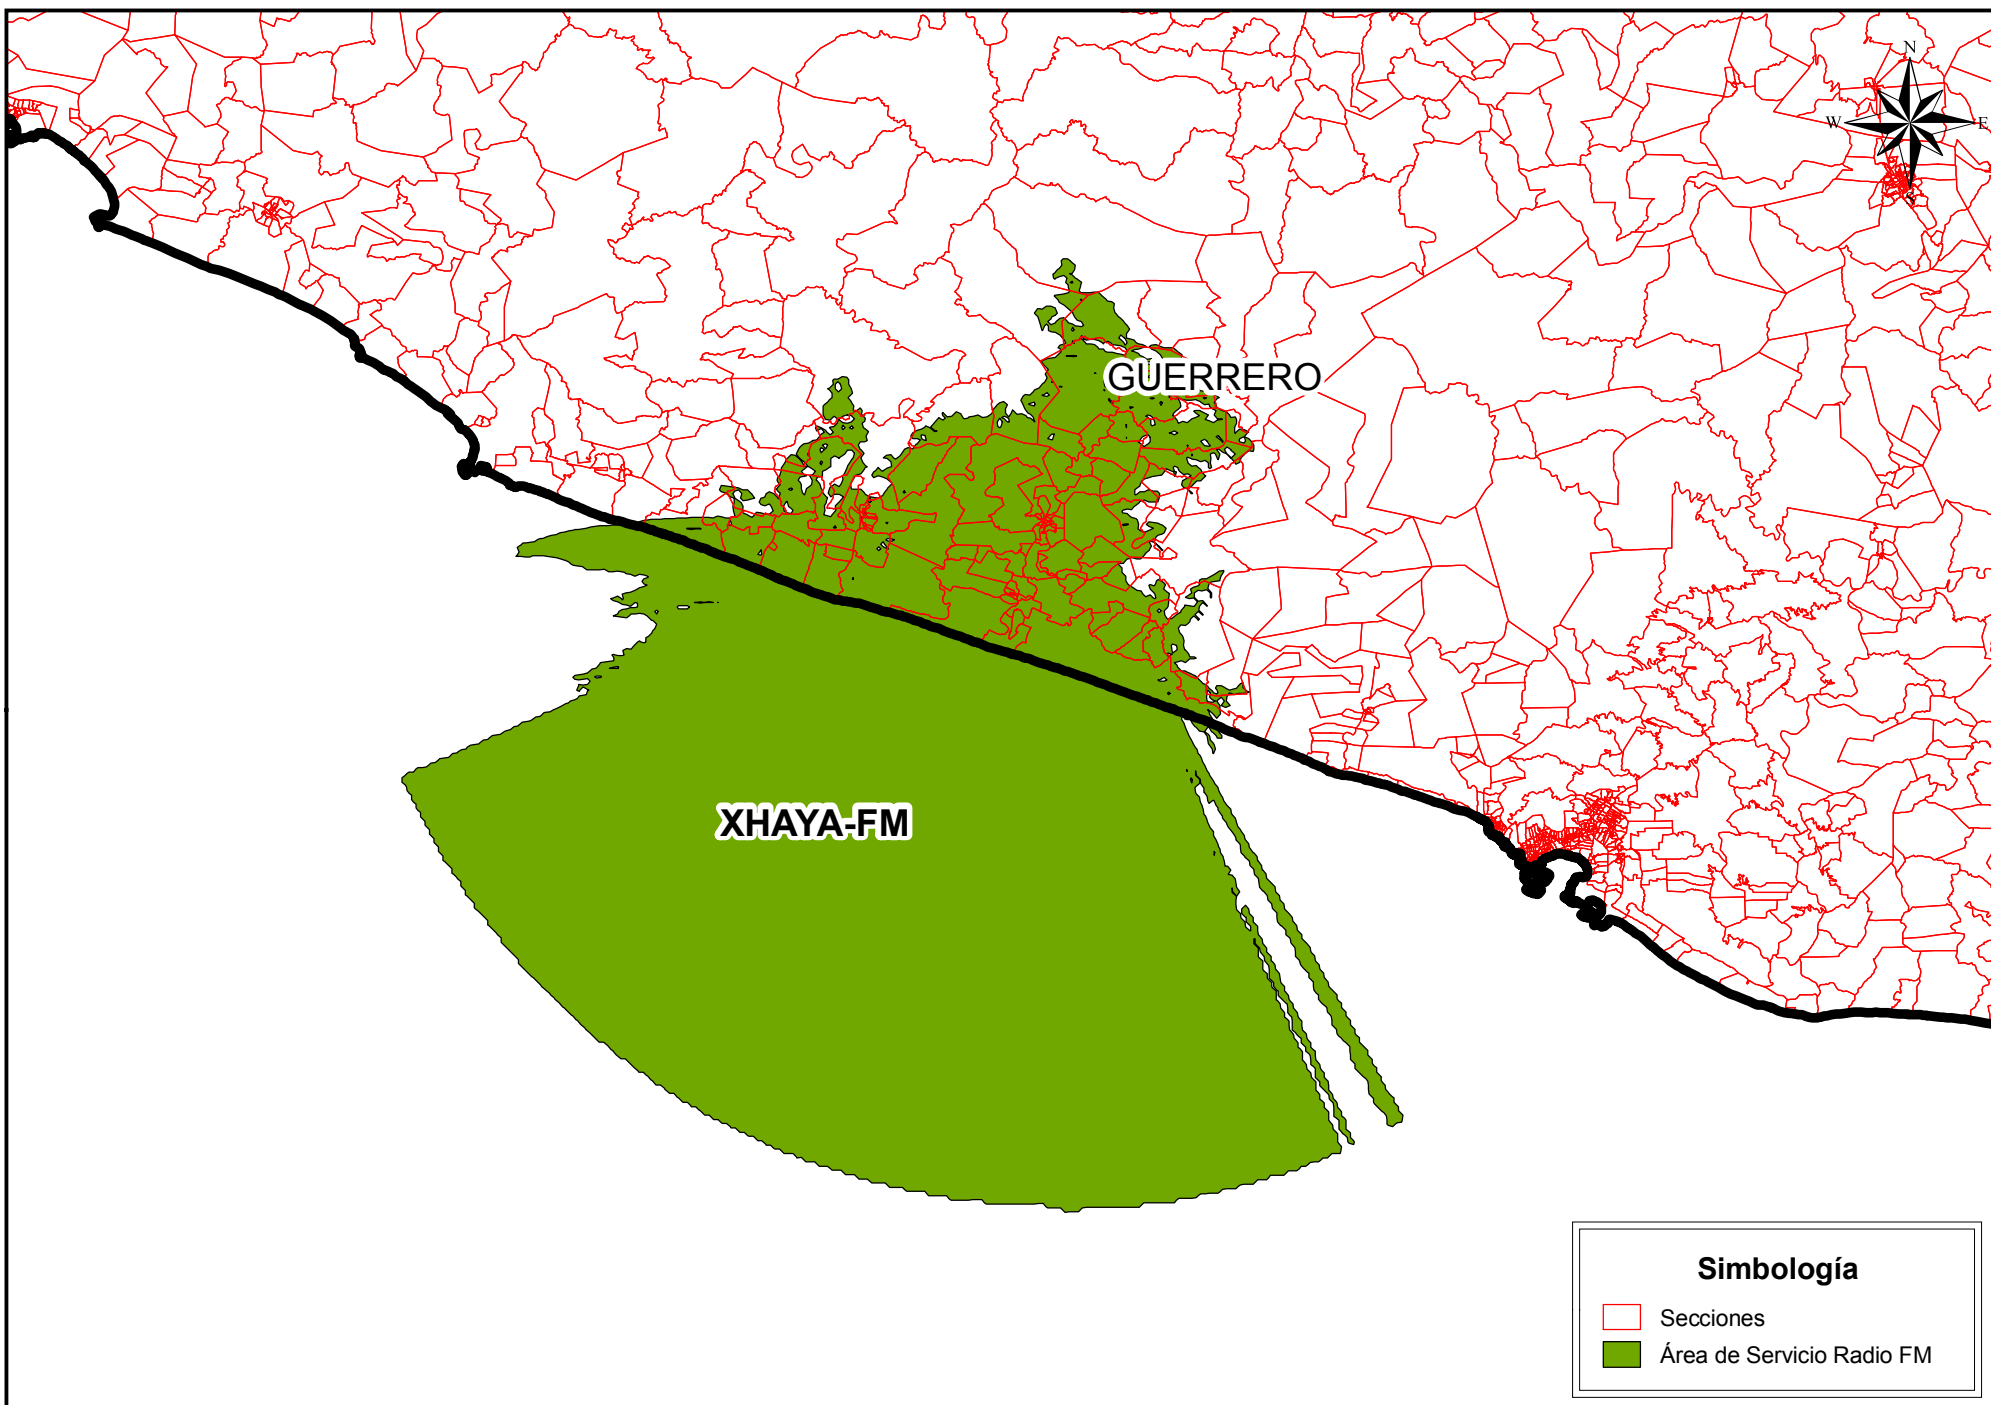 N
W
E
S
GUERRERO
XHAYA-FM
Simbología
Secciones
Área de Servicio Radio FM